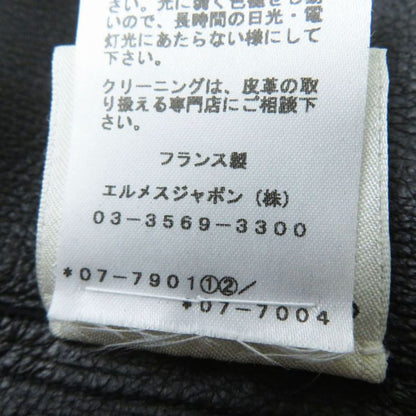 さい。光に弱く色褪せし易
いので、長時間の日光・電
灯光にあたらない様にして
下さい。
クリーニングは、皮革の取
り扱える専門店にご相談下
さい。
フランス製
エルメスジャポン(株)
03-3569-3300
*07-7901①②/
*07-7004